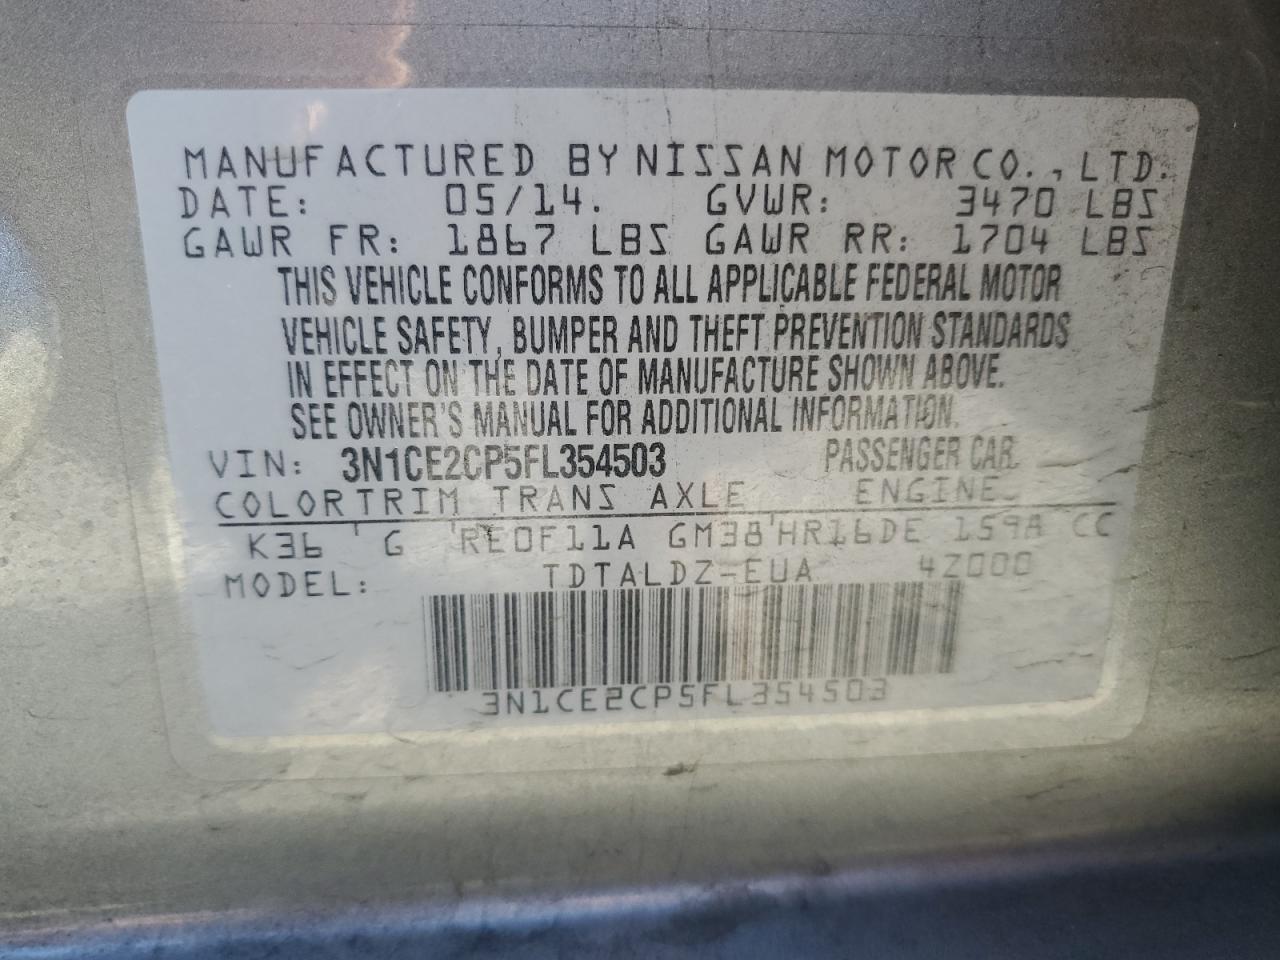 MANUFACTURED BY NISSAN MOTOR CO., LTD.
DATE: 05/14. GVWR: 3470 LBS
GAWR FR: 1867 LBS GAWR RR: 1704 LBS
THIS VEHICLE CONFORMS TO ALL APPLICABLE FEDERAL MOTOR
VEHICLE SAFETY, BUMPER AND THEFT PREVENTION STANDARDS
IN EFFECT ON THE DATE OF MANUFACTURE SHOWN ABOVE.
SEE OWNER'S MANUAL FOR ADDITIONAL INFORMATION.
VIN: 3N1CE2CP5FL354503 PASSENGER CAR
COLOR TRIM TRANS AXLE ENGINE
K36 ' G 'RE0F11A GM38'HR16DE 1598 CC
MODEL: TDTALDZ-EUA 4Z000
3N1CE2CP5FL354503